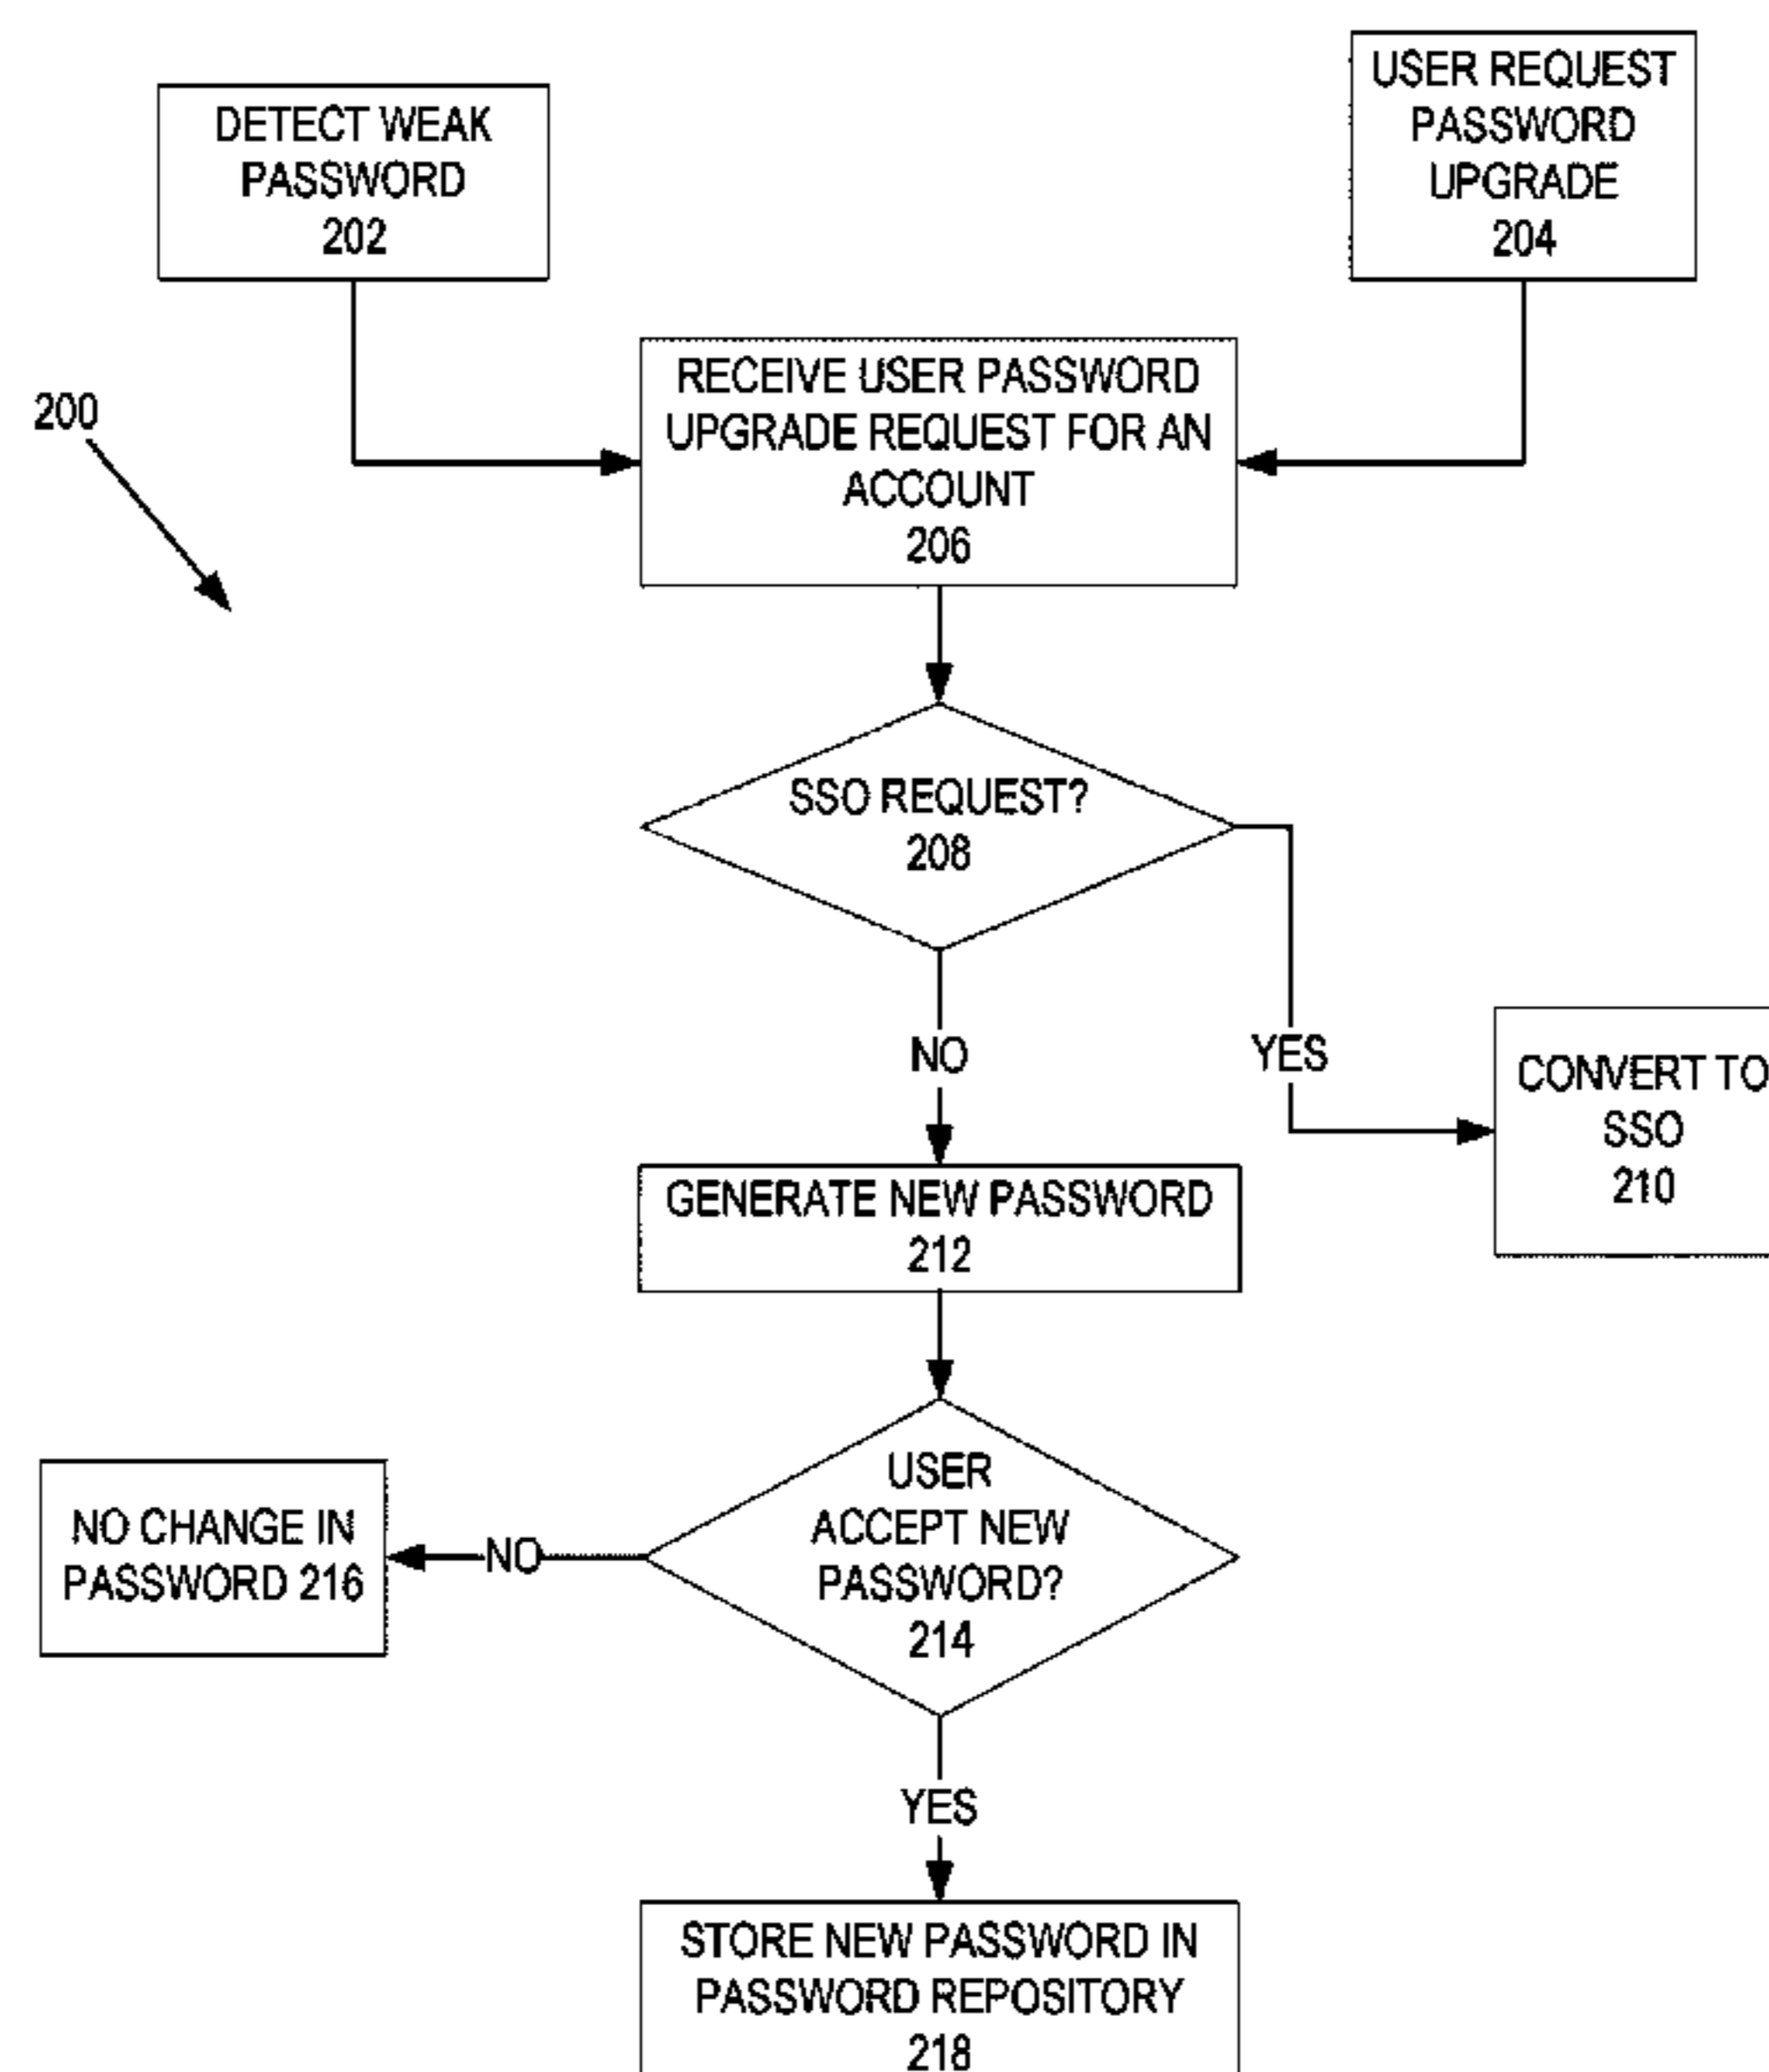 DETECT WEAK
PASSWORD
202
USER REQUEST
PASSWORD
UPGRADE
204
200
RECEIVE USER PASSWORD
UPGRADE REQUEST FOR AN
ACCOUNT
206
SSO REQUEST?
208
NO
YES
CONVERT TO
SSO
210
GENERATE NEW PASSWORD
212
USER
ACCEPT NEW
PASSWORD?
214
NO
NO CHANGE IN
PASSWORD 216
YES
STORE NEW PASSWORD IN
PASSWORD REPOSITORY
218